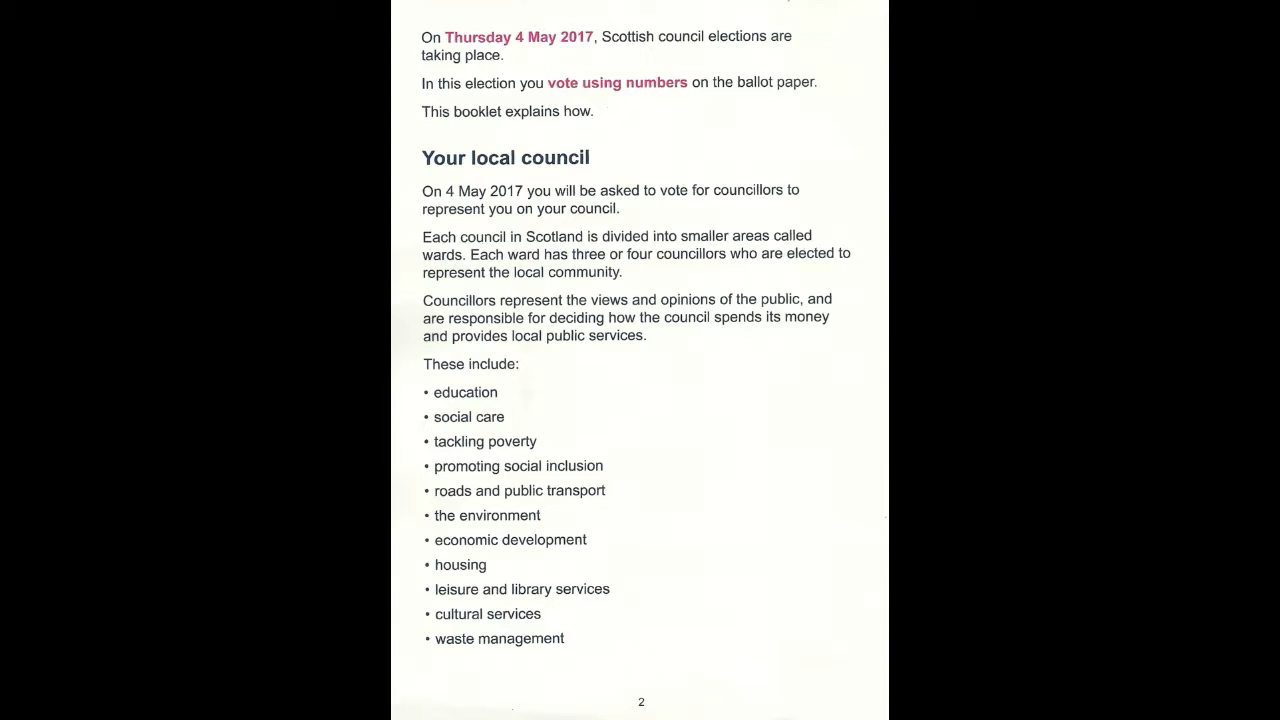 On Thursday 4 May 2017, Scottish council elections are
taking place.
In this election you vote using numbers on the ballot paper.
This booklet explains how.
Your local council
On 4 May 2017 you will be asked to vote for councillors to
represent you on your council.
Each council in Scotland is divided into smaller areas called
wards. Each ward has three or four councillors who are elected to
represent the local community.
Councillors represent the views and opinions of the public, and
are responsible for deciding how the council spends its money
and provides local public services.
These include:
• education
• social care
• tackling poverty
• promoting social inclusion
• roads and public transport
• the environment
• economic development
• housing
• leisure and library services
• cultural services
• waste management
2